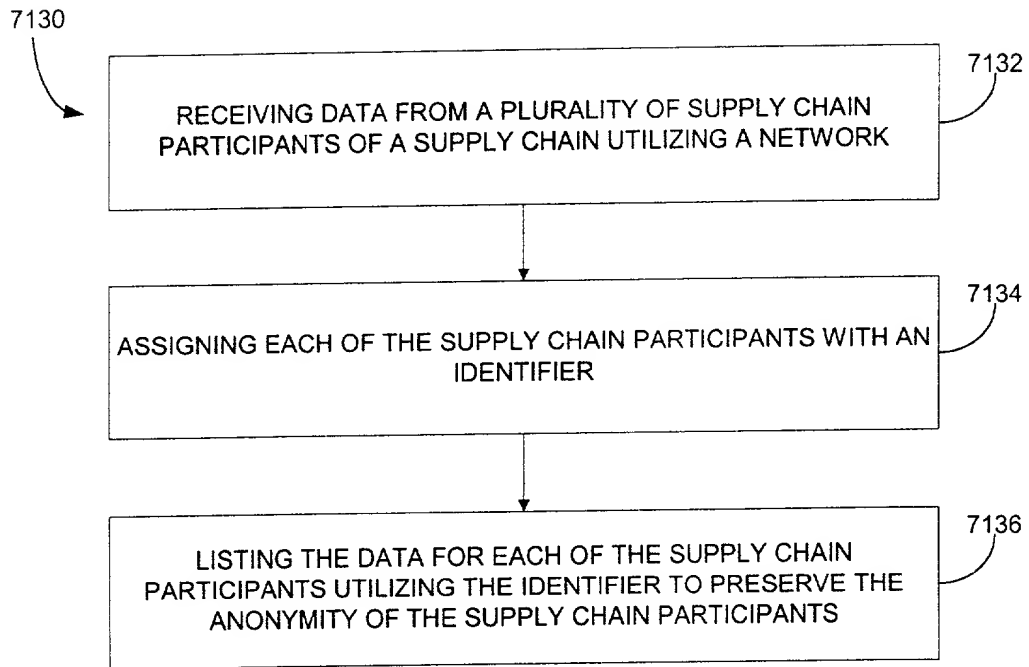 7130
7132
RECEIVING DATA FROM A PLURALITY OF SUPPLY CHAIN
PARTICIPANTS OF A SUPPLY CHAIN UTILIZING A NETWORK
7134
ASSIGNING EACH OF THE SUPPLY CHAIN PARTICIPANTS WITH AN
IDENTIFIER
7136
LISTING THE DATA FOR EACH OF THE SUPPLY CHAIN
PARTICIPANTS UTILIZING THE IDENTIFIER TO PRESERVE THE
ANONYMITY OF THE SUPPLY CHAIN PARTICIPANTS